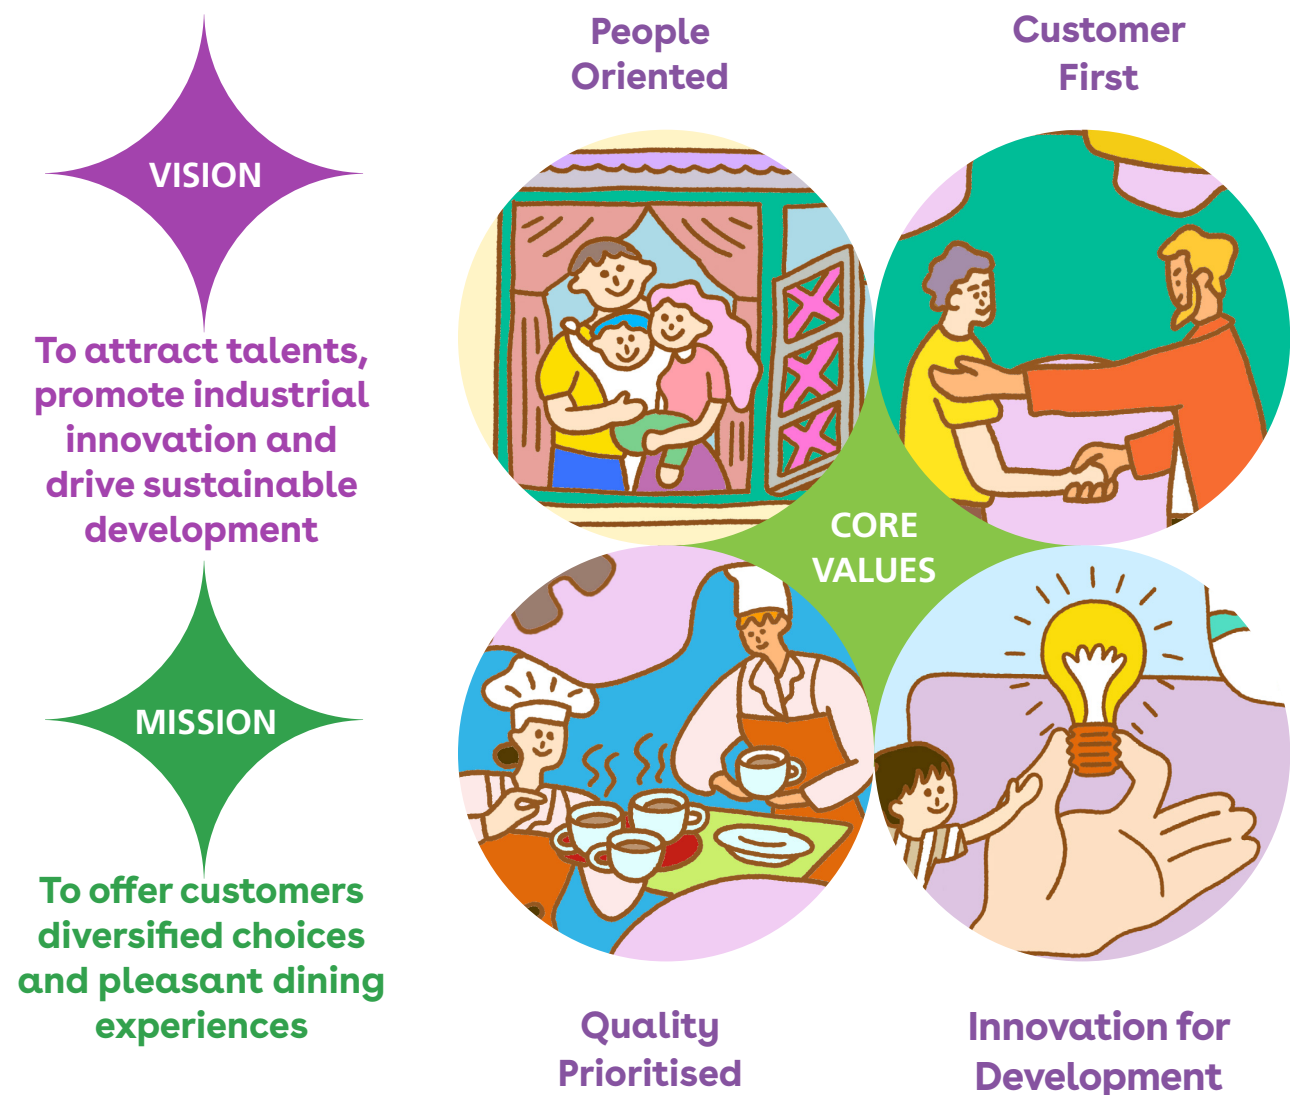 VISION
To attract talents,
promote industrial
innovation and
drive sustainable
development
MISSION
To offer customers
diversified choices
and pleasant dining
experiences
People
Oriented
Customer
First
CORE
VALUES
Quality
Prioritised
Innovation for
Development